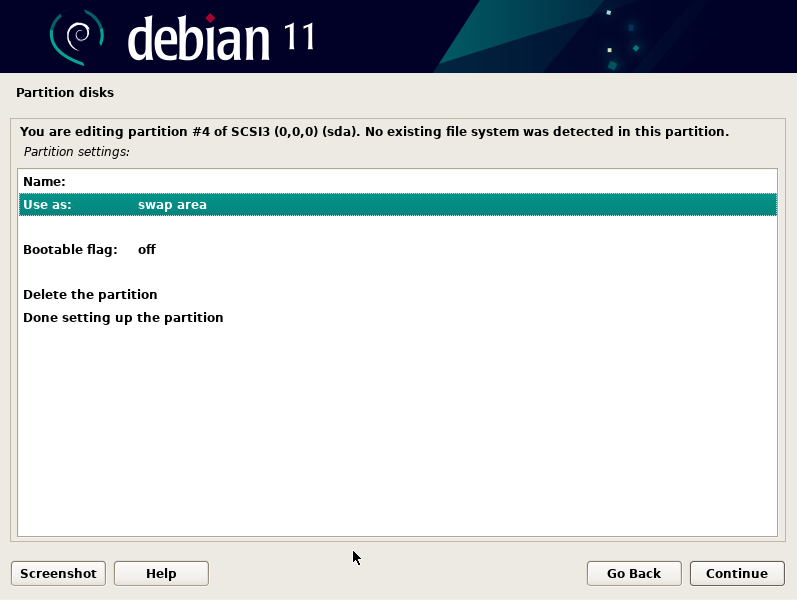 debian 11
Partition disks
You are editing partition #4 of SCSI3 (0,0,0) (sda). No existing file system was detected in this partition.
Partition settings:
Name:
Use as: swap area
Bootable flag: off
Delete the partition
Done setting up the partition
Screenshot Help Go Back Continue